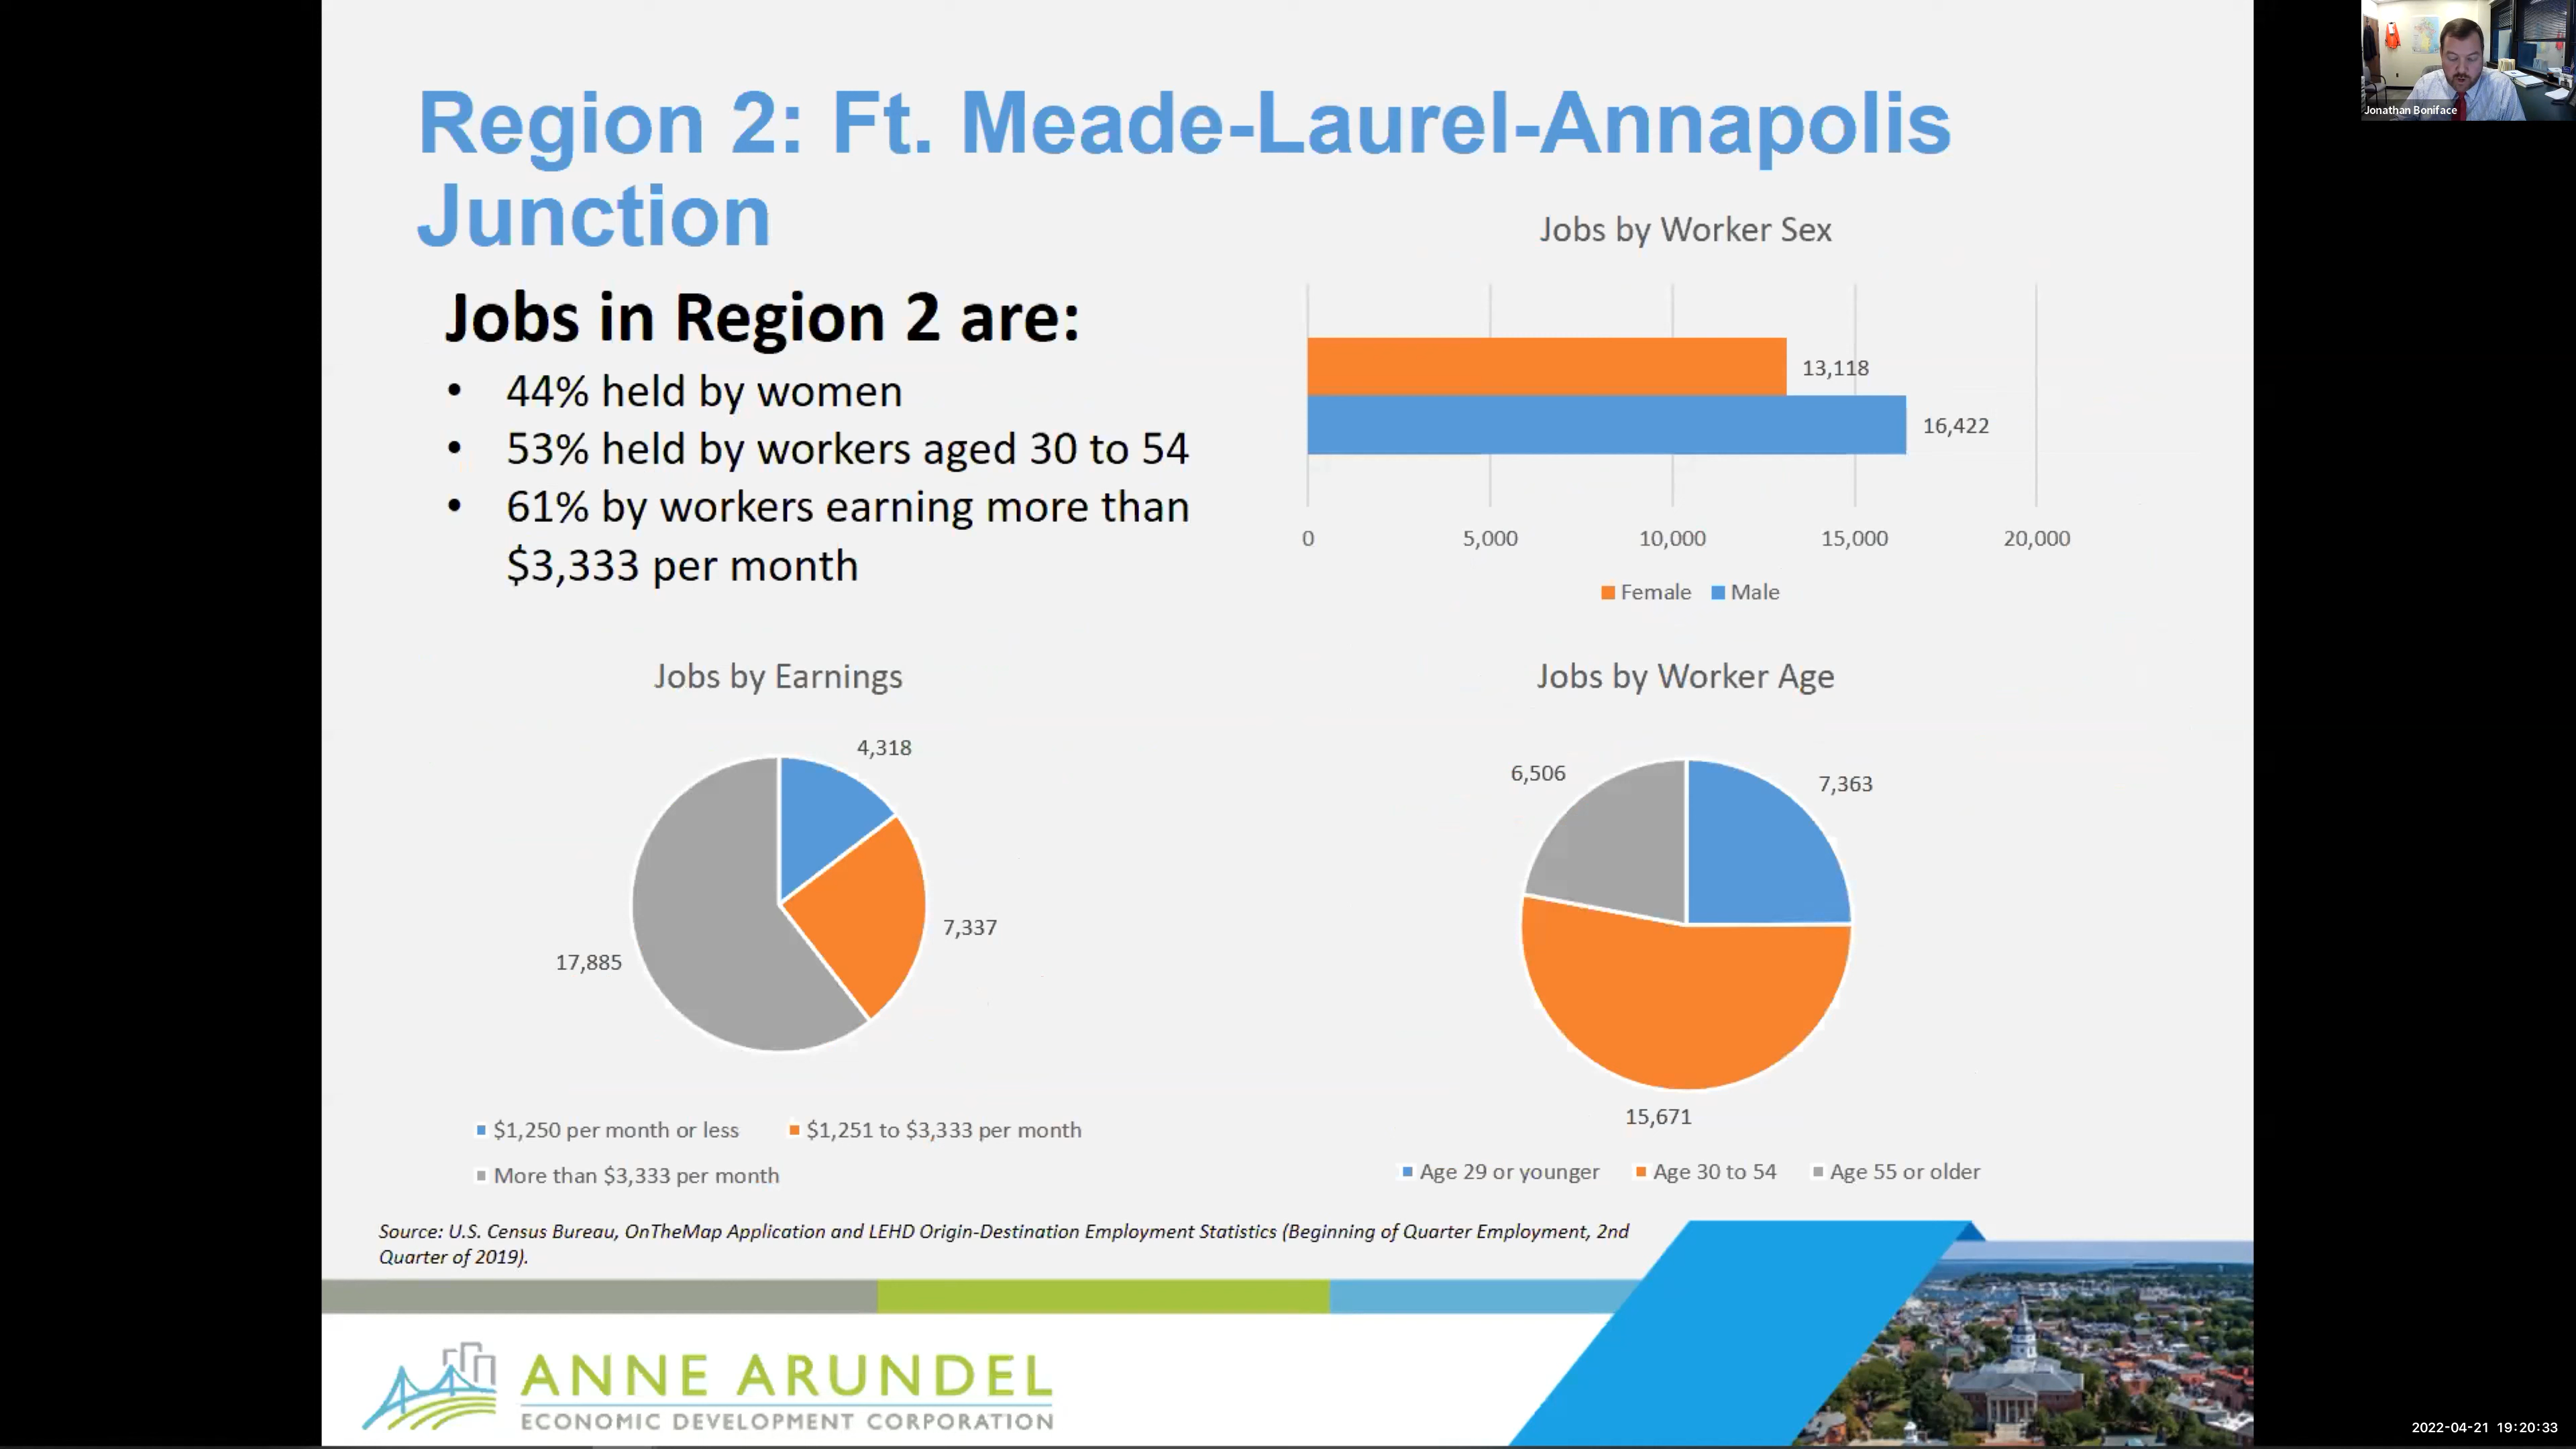 Region 2: Ft. Meade-Laurel-Annapolis
Junction
Jobs in Region 2 are:
• 44% held by women
• 53% held by workers aged 30 to 54
• 61% by workers earning more than
$3,333 per month
Jobs by Worker Sex
13,118
16,422
0 5,000 10,000 15,000 20,000
Female Male
Jobs by Earnings
4,318
7,337
17,885
$1,250 per month or less $1,251 to $3,333 per month
More than $3,333 per month
Jobs by Worker Age
6,506
7,363
15,671
Age 29 or younger Age 30 to 54 Age 55 or older
Source: U.S. Census Bureau, OnTheMap Application and LEHD Origin-Destination Employment Statistics (Beginning of Quarter Employment, 2nd
Quarter of 2019).
ANNE ARUNDEL
ECONOMIC DEVELOPMENT CORPORATION
Jonathan Boniface
2022-04-21 19:20:33